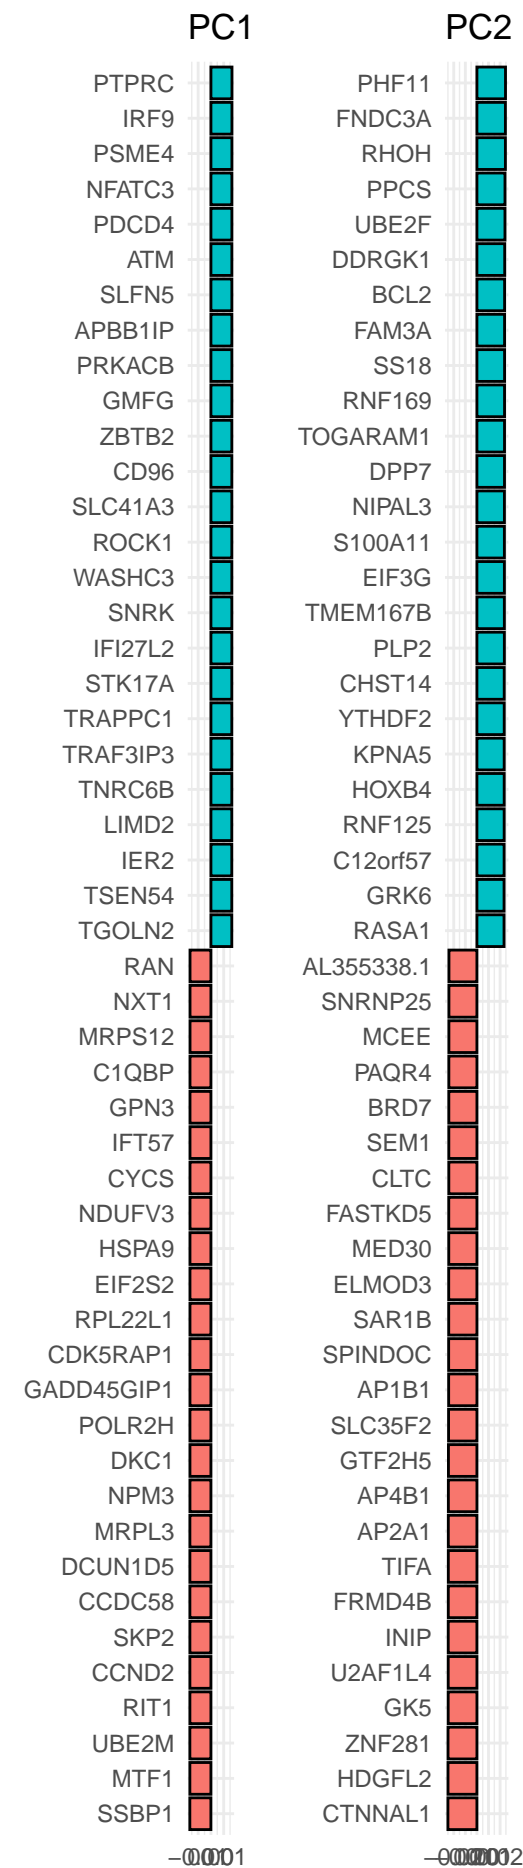 PC1 PC2
PTPRC PHF11
IRF9 FNDC3A
PSME4 RHOH
NFATC3 PPCS
PDCD4 UBE2F
ATM DDRGK1
SLFN5 BCL2
APBB1IP FAM3A
PRKACB SS18
GMFG RNF169
ZBTB2 TOGARAM1
CD96 DPP7
SLC41A3 NIPAL3
ROCK1 S100A11
WASHC3 EIF3G
SNRK TMEM167B
IFI27L2 PLP2
STK17A CHST14
TRAPPC1 YTHDF2
TRAF3IP3 KPNA5
TNRC6B HOXB4
LIMD2 RNF125
IER2 C12orf57
TSEN54 GRK6
TGOLN2 RASA1
RAN AL355338.1
NXT1 SNRNP25
MRPS12 MCEE
C1QBP PAQR4
GPN3 BRD7
IFT57 SEM1
CYCS CLTC
NDUFV3 FASTKD5
HSPA9 MED30
EIF2S2 ELMOD3
RPL22L1 SAR1B
CDK5RAP1 SPINDOC
GADD45GIP1 AP1B1
POLR2H SLC35F2
DKC1 GTF2H5
NPM3 AP4B1
MRPL3 AP2A1
DCUN1D5 TIFA
CCDC58 FRMD4B
SKP2 INIP
CCND2 U2AF1L4
RIT1 GK5
UBE2M ZNF281
MTF1 HDGFL2
SSBP1 CTNNAL1